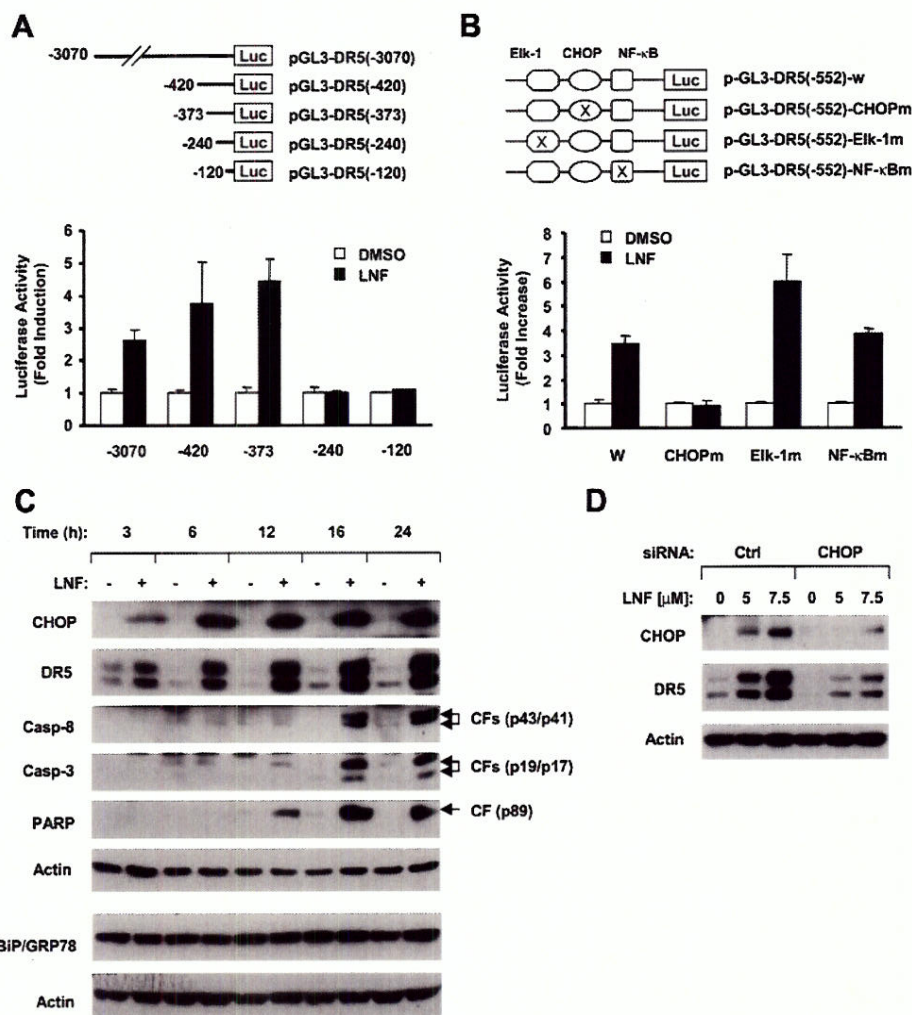 A
-3070 Luc pGL3-DR5(-3070)
-420 Luc pGL3-DR5(-420)
-373 Luc pGL3-DR5(-373)
-240 Luc pGL3-DR5(-240)
-120 Luc pGL3-DR5(-120)
Luciferase Activity
(Fold Induction)
6
5
4
3
2
1
0
DMSO
LNF
-3070 -420 -373 -240 -120
B
Elk-1 CHOP NF-κB
Luc p-GL3-DR5(-552)-w
X Luc p-GL3-DR5(-552)-CHOPm
X Luc p-GL3-DR5(-552)-Elk-1m
X Luc p-GL3-DR5(-552)-NF-κBm
Luciferase Activity
(Fold Increase)
8
7
6
5
4
2
1
0
DMSO
LNF
W CHOPm Elk-1m NF-κBm
C
Time (h): 3 6 12 16 24
LNF: - + - + - + - + - +
CHOP
DR5
Casp-8 CFs (p43/p41)
Casp-3 CFs (p19/p17)
PARP CF (p89)
Actin
BiP/GRP78
Actin
D
siRNA: Ctrl CHOP
LNF [μM]: 0 5 7.5 0 5 7.5
CHOP
DR5
Actin